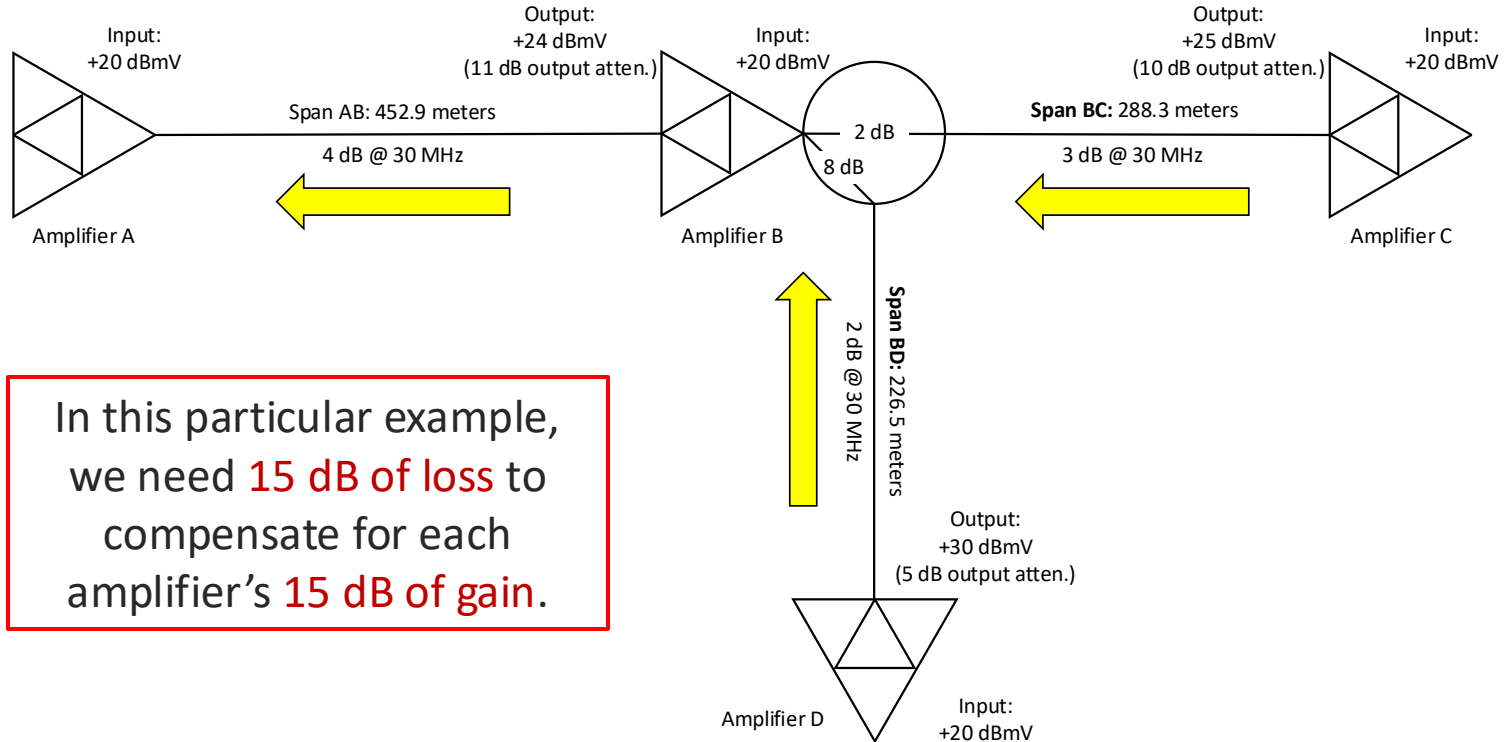 Input:
+20 dBmV
Output:
+24 dBmV
(11 dB output atten.)
Input:
+20 dBmV
Output:
+25 dBmV
(10 dB output atten.)
Input:
+20 dBmV
Span AB: 452.9 meters
4 dB @ 30 MHz
2 dB
8 dB
Span BC: 288.3 meters
3 dB @ 30 MHz
Amplifier A
Amplifier B
Amplifier C
Span BD: 226.5 meters
2 dB @ 30 MHz
In this particular example,
we need 15 dB of loss to
compensate for each
amplifier’s 15 dB of gain.
Output:
+30 dBmV
(5 dB output atten.)
Amplifier D
Input:
+20 dBmV